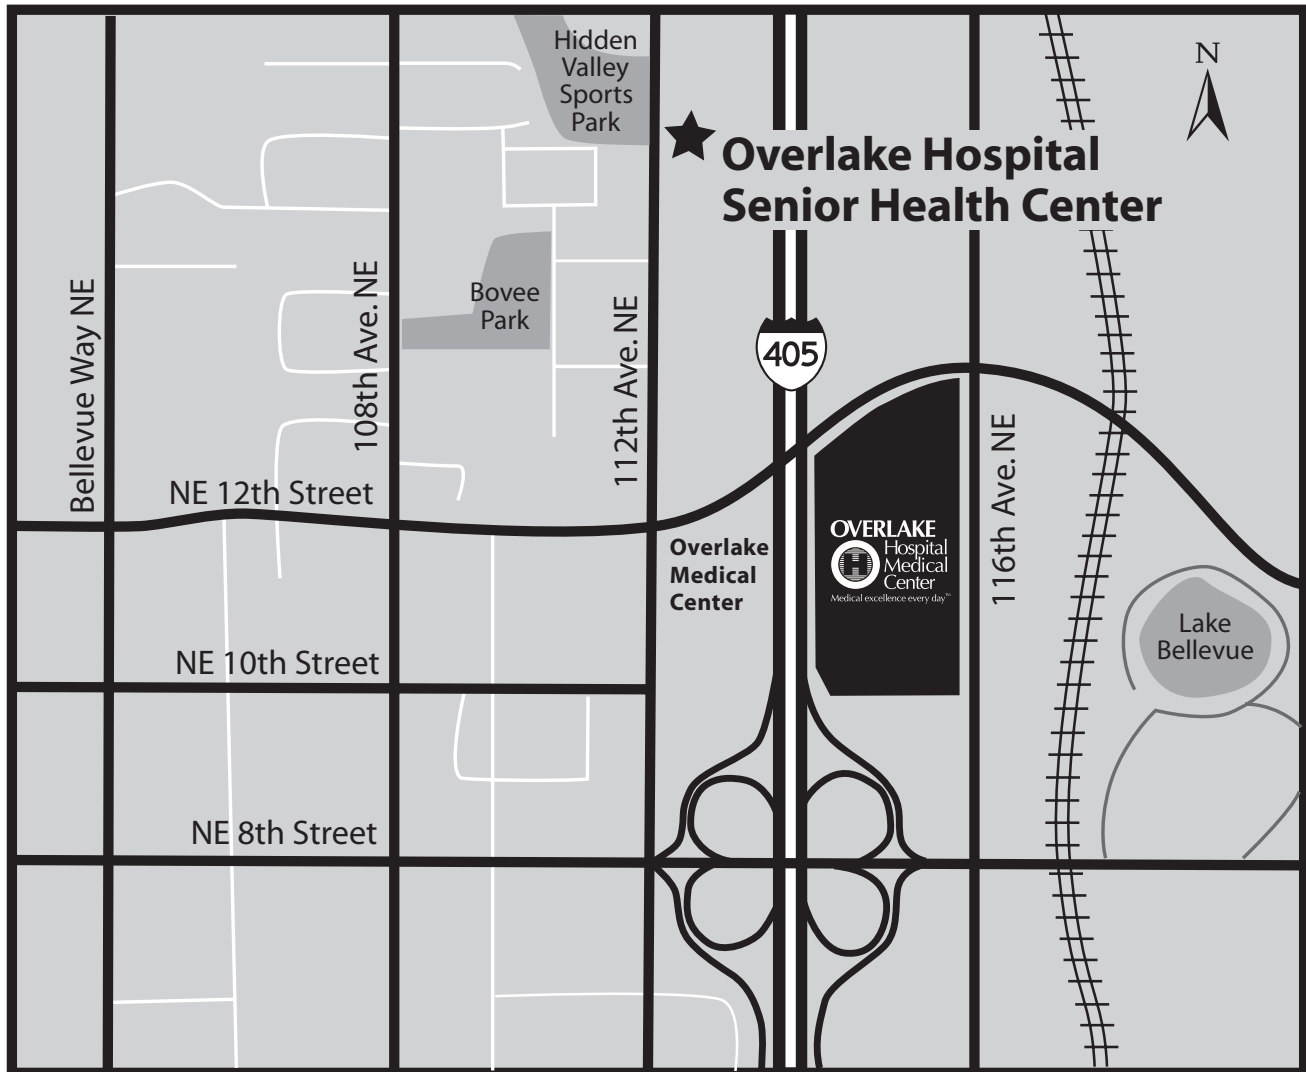 Hidden
Valley
Sports
Park
N
Overlake Hospital
Senior Health Center
Bellevue Way NE
108th Ave. NE
Bovee
Park
112th Ave. NE
405
NE 12th Street
116th Ave. NE
Overlake
Medical
Center
OVERLAKE
H
Hospital
Medical
Center
Medical excellence every day™
Lake
Bellevue
NE 10th Street
NE 8th Street